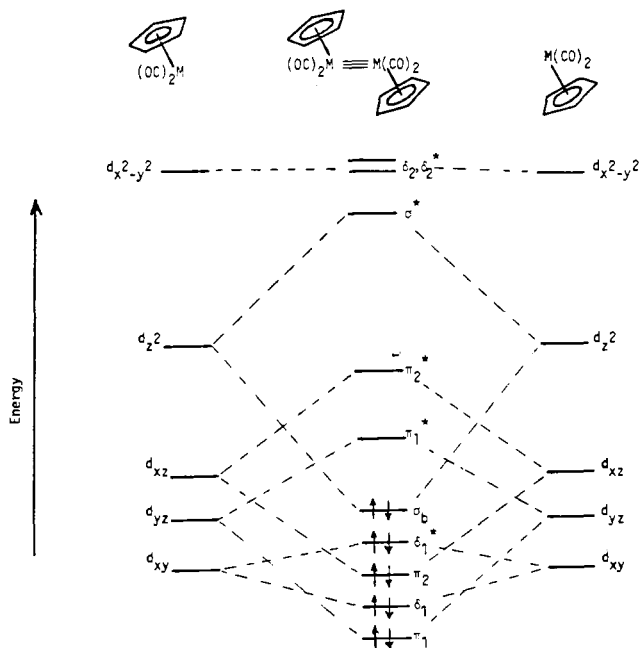 (OC)₂M
(OC)₂M≡M(CO)₂
M(CO)₂
dx²-y²
δ₂,δ₂*
dx²-y²
σ*
dz²
dz²
π₂*
π₁*
dxz
dxz
dyz
dyz
σb
δ₁*
dxy
dxy
π₂
δ₁
π₁
Energy